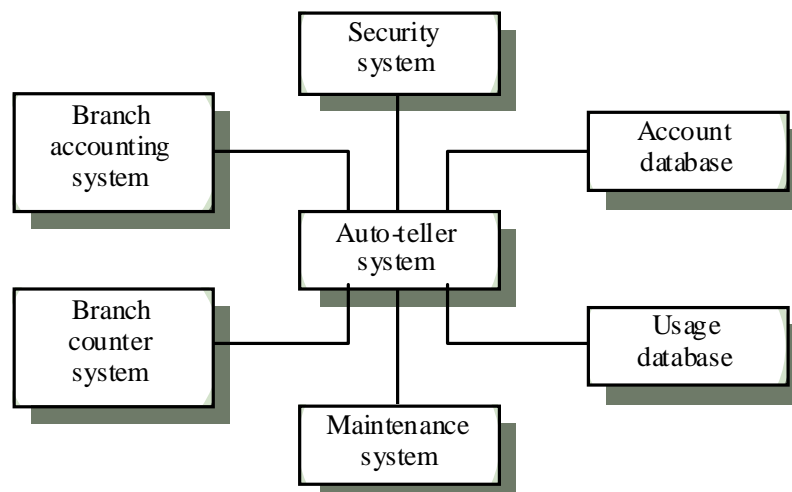 Security
system
Branch
accounting
system
Account
database
Auto-teller
system
Branch
counter
system
Usage
database
Maintenance
system